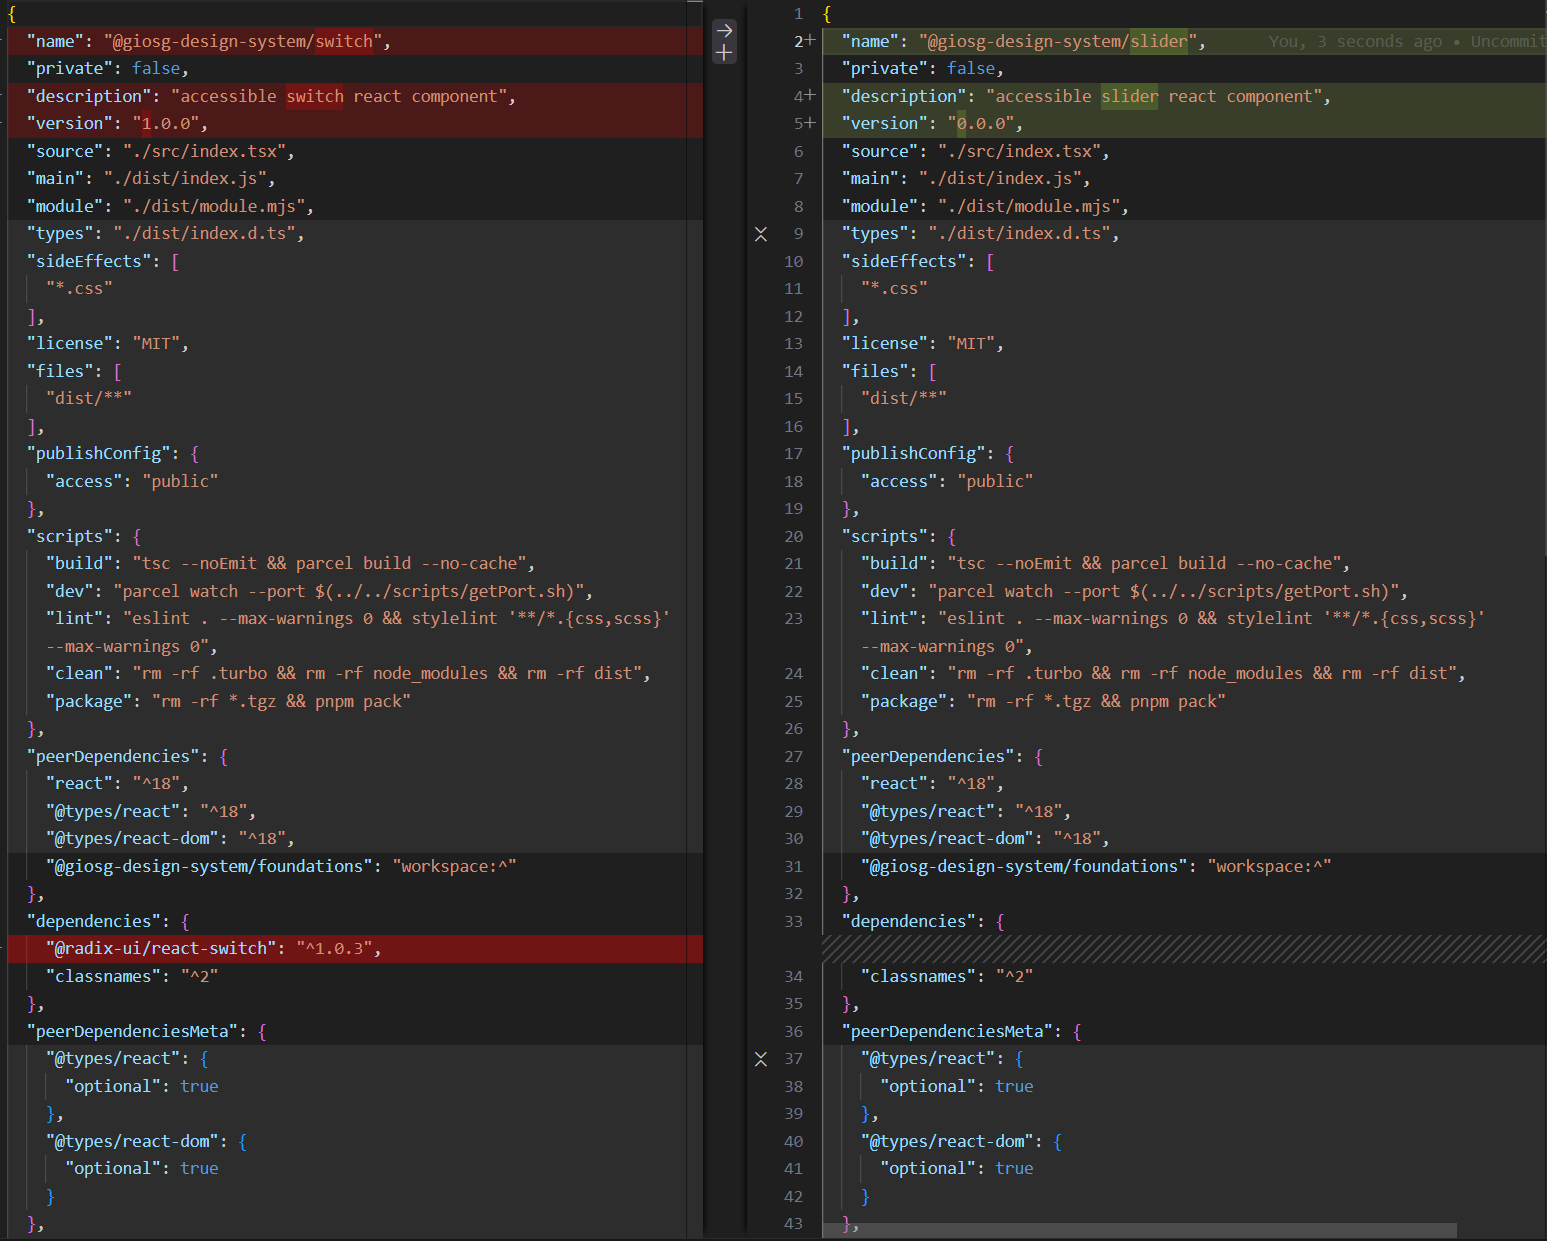 {
  "name": "@giosg-design-system/switch",
  "private": false,
  "description": "accessible switch react component",
  "version": "1.0.0",
  "source": "./src/index.tsx",
  "main": "./dist/index.js",
  "module": "./dist/module.mjs",
  "types": "./dist/index.d.ts",
  "sideEffects": [
    "*.css"
  ],
  "license": "MIT",
  "files": [
    "dist/**"
  ],
  "publishConfig": {
    "access": "public"
  },
  "scripts": {
    "build": "tsc --noEmit && parcel build --no-cache",
    "dev": "parcel watch --port $(../../scripts/getPort.sh)",
    "lint": "eslint . --max-warnings 0 && stylelint '**/*.{css,scss}'
    --max-warnings 0",
    "clean": "rm -rf .turbo && rm -rf node_modules && rm -rf dist",
    "package": "rm -rf *.tgz && pnpm pack"
  },
  "peerDependencies": {
    "react": "^18",
    "@types/react": "^18",
    "@types/react-dom": "^18",
    "@giosg-design-system/foundations": "workspace:^"
  },
  "dependencies": {
    "@radix-ui/react-switch": "^1.0.3",
    "classnames": "^2"
  },
  "peerDependenciesMeta": {
    "@types/react": {
      "optional": true
    },
    "@types/react-dom": {
      "optional": true
    }
  },
1 {
2+   "name": "@giosg-design-system/slider",      You, 3 seconds ago • Uncommit
3   "private": false,
4+   "description": "accessible slider react component",
5+   "version": "0.0.0",
6   "source": "./src/index.tsx",
7   "main": "./dist/index.js",
8   "module": "./dist/module.mjs",
9   "types": "./dist/index.d.ts",
10   "sideEffects": [
11     "*.css"
12   ],
13   "license": "MIT",
14   "files": [
15     "dist/**"
16   ],
17   "publishConfig": {
18     "access": "public"
19   },
20   "scripts": {
21     "build": "tsc --noEmit && parcel build --no-cache",
22     "dev": "parcel watch --port $(../../scripts/getPort.sh)",
23     "lint": "eslint . --max-warnings 0 && stylelint '**/*.{css,scss}'
    --max-warnings 0",
24     "clean": "rm -rf .turbo && rm -rf node_modules && rm -rf dist",
25     "package": "rm -rf *.tgz && pnpm pack"
26   },
27   "peerDependencies": {
28     "react": "^18",
29     "@types/react": "^18",
30     "@types/react-dom": "^18",
31     "@giosg-design-system/foundations": "workspace:^"
32   },
33   "dependencies": {
34     "classnames": "^2"
35   },
36   "peerDependenciesMeta": {
37     "@types/react": {
38       "optional": true
39     },
40     "@types/react-dom": {
41       "optional": true
42     }
43   },